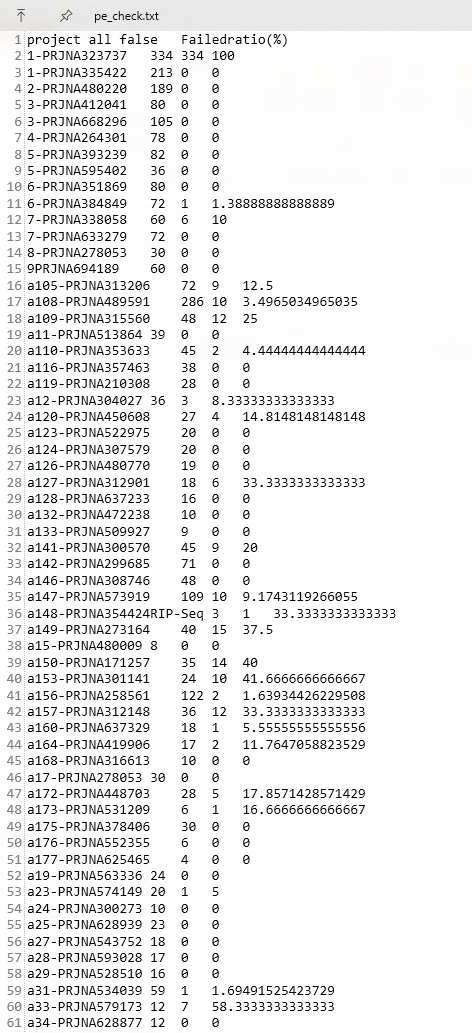 pe_check.txt
1 project all false Failedratio(%)
2 1-PRJNA323737 334 334 100
3 1-PRJNA335422 213 0 0
4 2-PRJNA480220 189 0 0
5 3-PRJNA412041 80 0 0
6 3-PRJNA668296 105 0 0
7 4-PRJNA264301 78 0 0
8 5-PRJNA393239 82 0 0
9 5-PRJNA595402 36 0 0
10 6-PRJNA351869 80 0 0
11 6-PRJNA384849 72 1 1.38888888888889
12 7-PRJNA338058 60 6 10
13 7-PRJNA633279 72 0 0
14 8-PRJNA278053 30 0 0
15 9PRJNA694189 60 0 0
16 a105-PRJNA313206 72 9 12.5
17 a108-PRJNA489591 286 10 3.4965034965035
18 a109-PRJNA315560 48 12 25
19 a11-PRJNA513864 39 0 0
20 a110-PRJNA353633 45 2 4.44444444444444
21 a116-PRJNA357463 38 0 0
22 a119-PRJNA210308 28 0 0
23 a12-PRJNA304027 36 3 8.33333333333333
24 a120-PRJNA450608 27 4 14.8148148148148
25 a123-PRJNA522975 20 0 0
26 a124-PRJNA307579 20 0 0
27 a126-PRJNA480770 19 0 0
28 a127-PRJNA312901 18 6 33.3333333333333
29 a128-PRJNA637233 16 0 0
30 a132-PRJNA472238 10 0 0
31 a133-PRJNA509927 9 0 0
32 a141-PRJNA300570 45 9 20
33 a142-PRJNA299685 71 0 0
34 a146-PRJNA308746 48 0 0
35 a147-PRJNA573919 109 10 9.1743119266055
36 a148-PRJNA354424RIP-Seq 3 1 33.3333333333333
37 a149-PRJNA273164 40 15 37.5
38 a15-PRJNA480009 8 0 0
39 a150-PRJNA171257 35 14 40
40 a153-PRJNA301141 24 10 41.6666666666667
41 a156-PRJNA258561 122 2 1.63934426229508
42 a157-PRJNA312148 36 12 33.3333333333333
43 a160-PRJNA637329 18 1 5.55555555555556
44 a164-PRJNA419906 17 2 11.7647058823529
45 a168-PRJNA316613 10 0 0
46 a17-PRJNA278053 30 0 0
47 a172-PRJNA448703 28 5 17.8571428571429
48 a173-PRJNA531209 6 1 16.6666666666667
49 a175-PRJNA378406 30 0 0
50 a176-PRJNA552355 6 0 0
51 a177-PRJNA625465 4 0 0
52 a19-PRJNA563336 24 0 0
53 a23-PRJNA574149 20 1 5
54 a24-PRJNA300273 10 0 0
55 a25-PRJNA628939 23 0 0
56 a27-PRJNA543752 18 0 0
57 a28-PRJNA593028 17 0 0
58 a29-PRJNA528510 16 0 0
59 a31-PRJNA534039 59 1 1.69491525423729
60 a33-PRJNA579173 12 7 58.3333333333333
61 a34-PRJNA628877 12 0 0